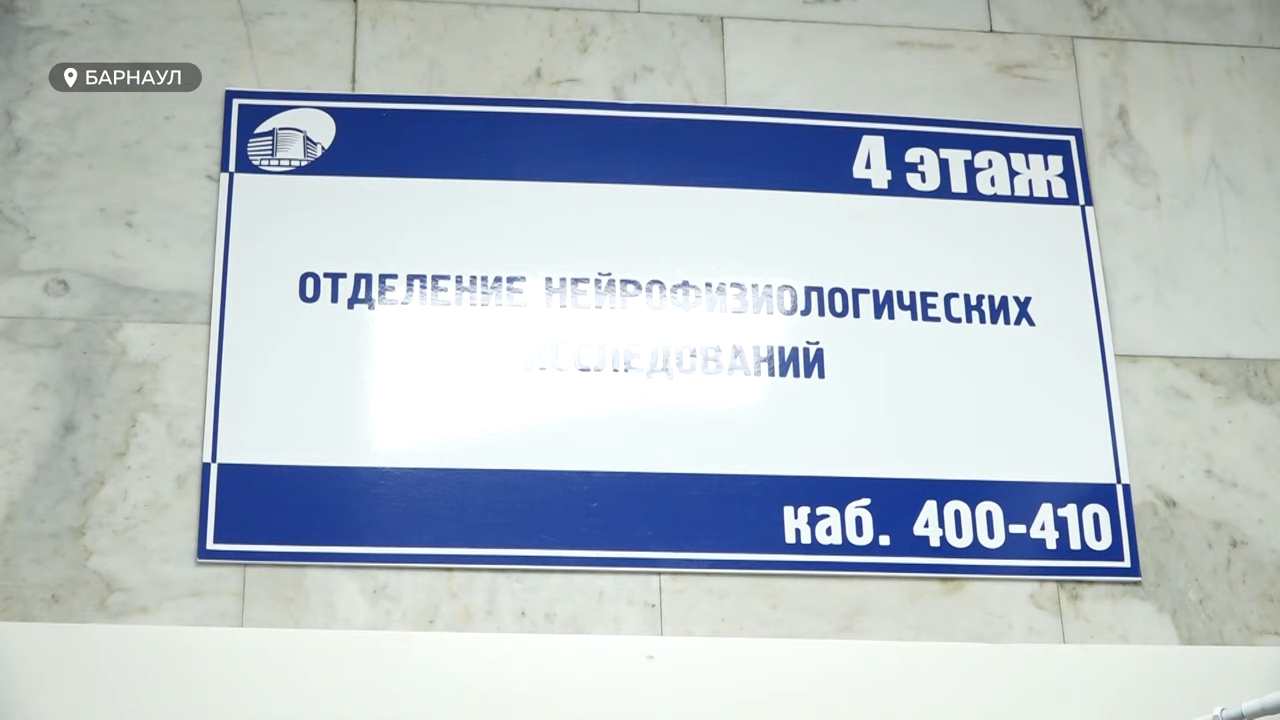 БАРНАУЛ
4 этаж
ОТДЕЛЕНИЕ НЕЙРОФИЗИОЛОГИЧЕСКИХ
ИССЛЕДОВАНИЙ
каб. 400-410